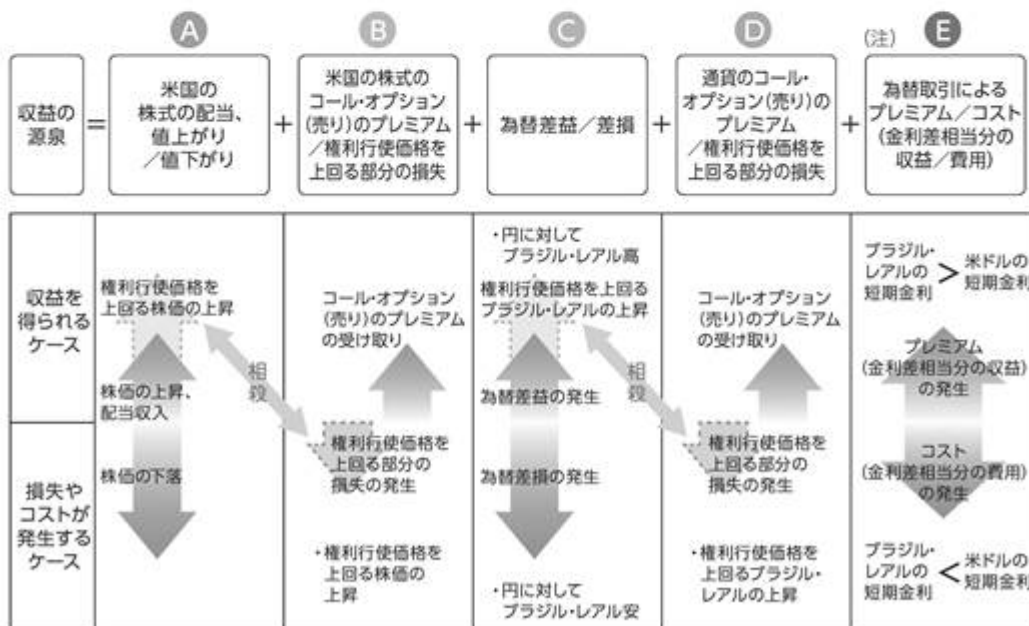 A
B
C
D
(注)
E
収益の
源泉
=
米国の
株式の配当、
値上がり
/値下がり
+
米国の株式の
コール・オプション
(売り)のプレミアム
/権利行使価格を
上回る部分の損失
+
為替差益/差損
+
通貨のコール・
オプション(売り)の
プレミアム
/権利行使価格を
上回る部分の損失
+
為替取引による
プレミアム/コスト
(金利差相当分の
収益/費用)
収益を
得られる
ケース
権利行使価格を
上回る株価の上昇
株価の上昇、
配当収入
相殺
コール・オプション
(売り)のプレミアム
の受け取り
・円に対して
ブラジル・レアル高
権利行使価格を上回る
ブラジル・レアルの上昇
為替差益の発生
相殺
コール・オプション
(売り)のプレミアム
の受け取り
ブラジル・
レアルの
短期金利
>
米ドルの
短期金利
プレミアム
(金利差相当分の収益)
の発生
損失や
コストが
発生する
ケース
株価の下落
権利行使価格を
上回る部分の
損失の発生
・権利行使価格を
上回る株価の
上昇
為替差損の発生
・円に対して
ブラジル・レアル安
権利行使価格を
上回る部分の
損失の発生
・権利行使価格を
上回るブラジル・
レアルの上昇
コスト
(金利差相当分の費用)
の発生
ブラジル・
レアルの
短期金利
<
米ドルの
短期金利